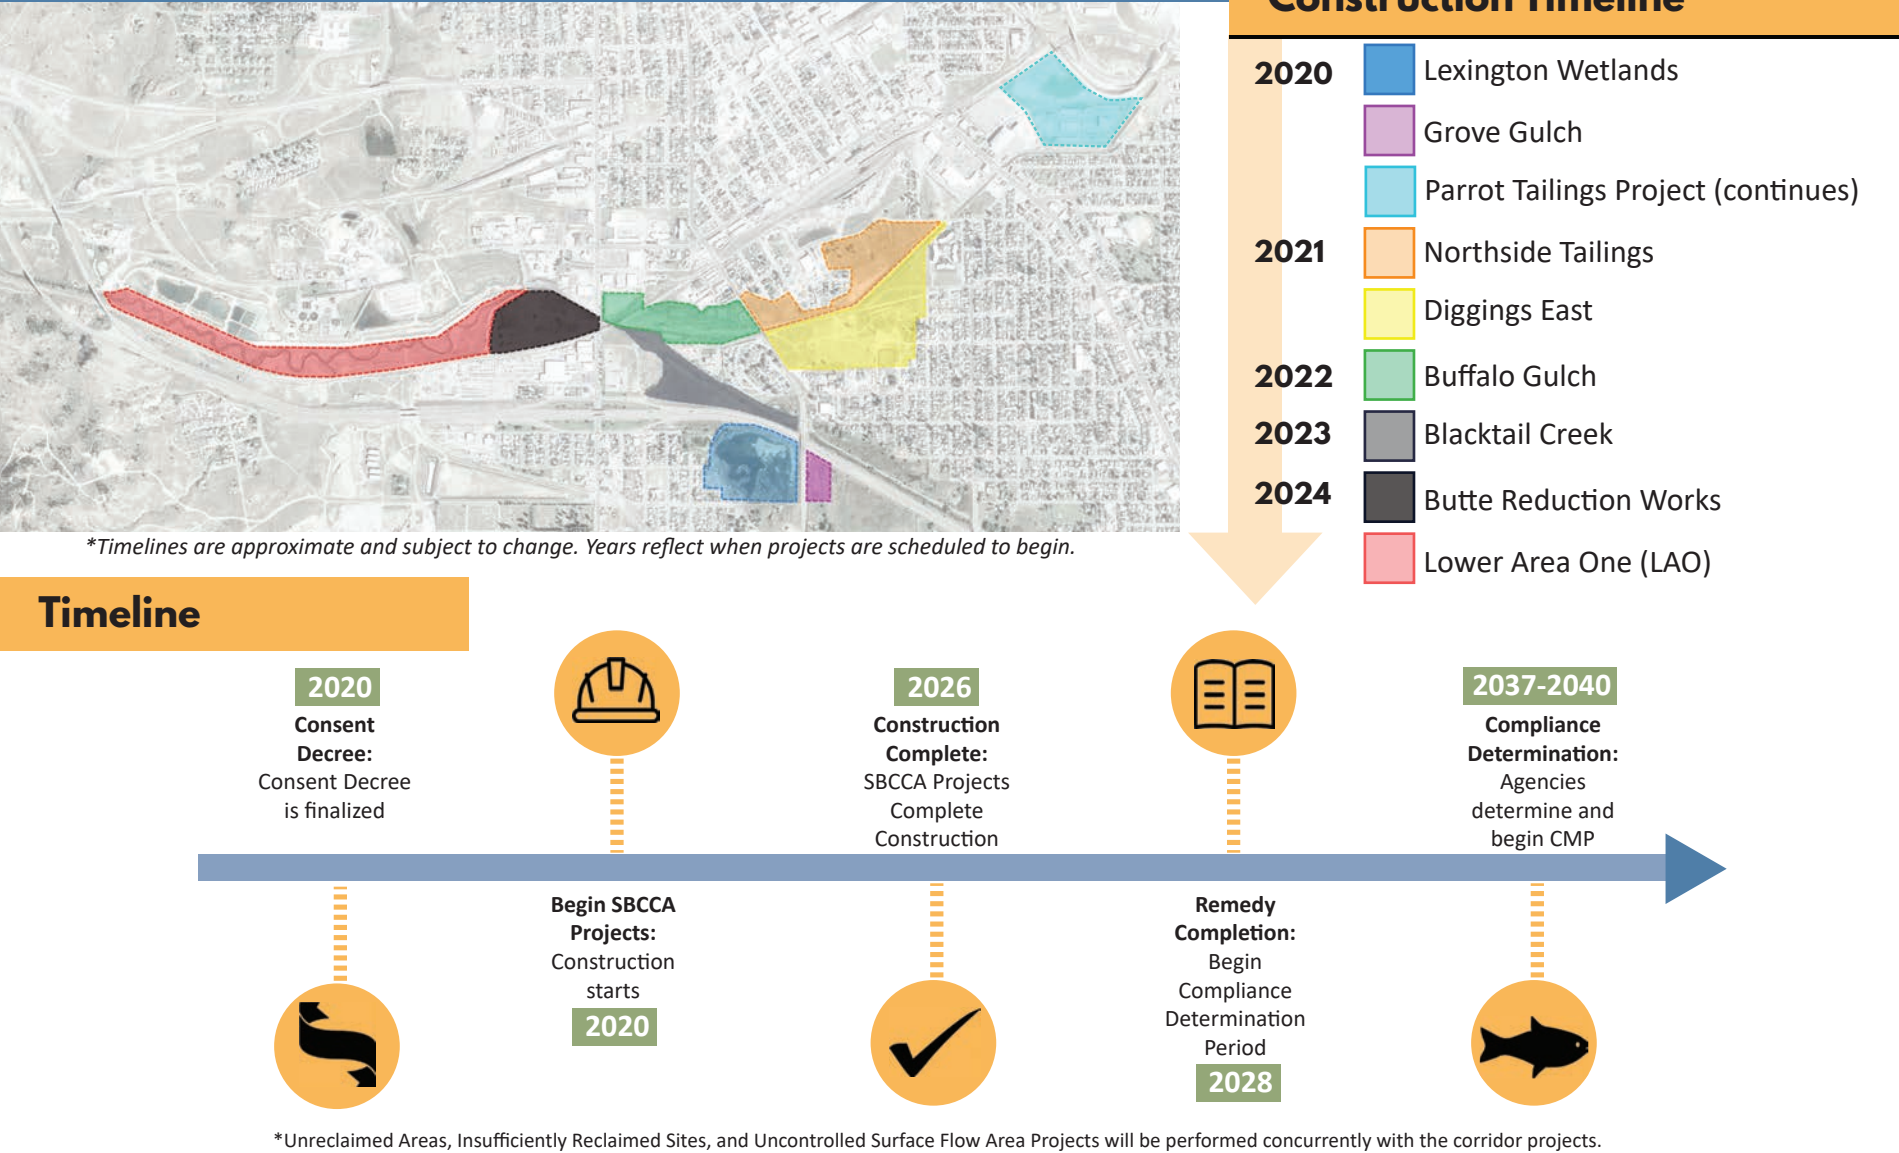 Construction Timeline
2020
Lexington Wetlands
Grove Gulch
Parrot Tailings Project (continues)
2021
Northside Tailings
Diggings East
2022
Buffalo Gulch
2023
Blacktail Creek
2024
Butte Reduction Works
Lower Area One (LAO)
*Timelines are approximate and subject to change. Years reflect when projects are scheduled to begin.
Timeline
2020
Consent
Decree:
Consent Decree
is finalized
Begin SBCCA
Projects:
Construction
starts
2020
2026
Construction
Complete:
SBCCA Projects
Complete
Construction
Remedy
Completion:
Begin
Compliance
Determination
Period
2028
2037-2040
Compliance
Determination:
Agencies
determine and
begin CMP
*Unreclaimed Areas, Insufficiently Reclaimed Sites, and Uncontrolled Surface Flow Area Projects will be performed concurrently with the corridor projects.